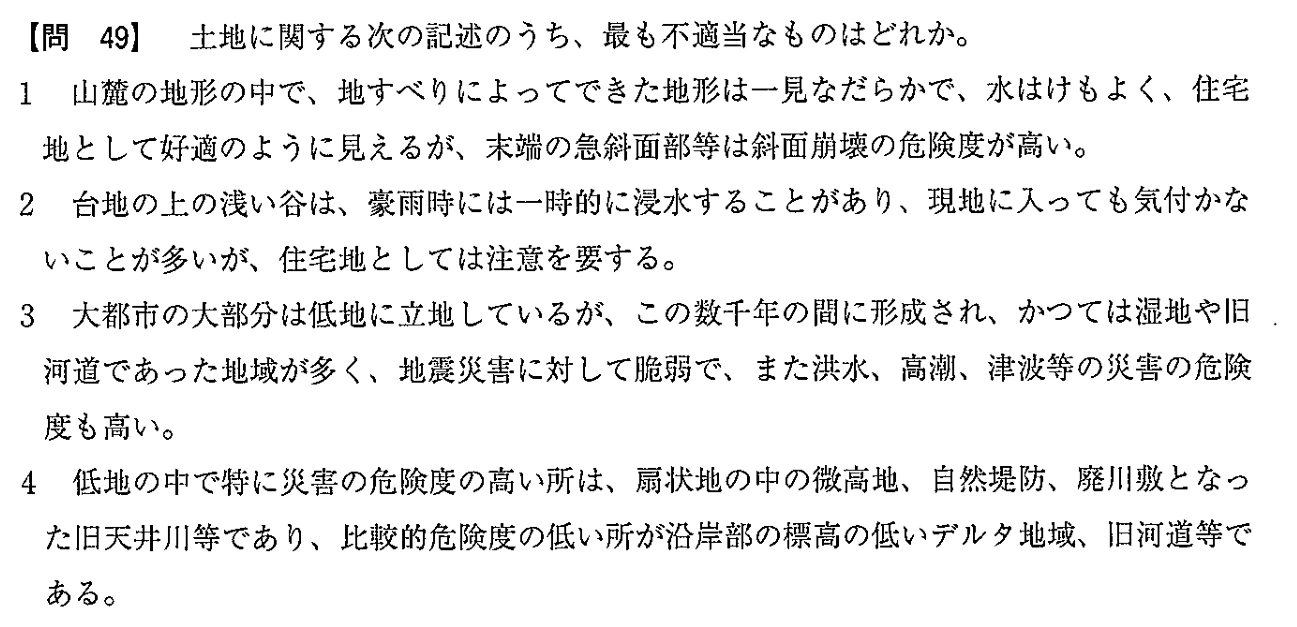 【問　49】　土地に関する次の記述のうち、最も不適当なものはどれか。
1　山麓の地形の中で、地すべりによってできた地形は一見なだらかで、水はけもよく、住宅
地として好適のように見えるが、末端の急斜面部等は斜面崩壊の危険度が高い。
2　台地の上の浅い谷は、豪雨時には一時的に浸水することがあり、現地に入っても気付かな
いことが多いが、住宅地としては注意を要する。
3　大都市の大部分は低地に立地しているが、この数千年の間に形成され、かつては湿地や旧
河道であった地域が多く、地震災害に対して脆弱で、また洪水、高潮、津波等の災害の危険
度も高い。
4　低地の中で特に災害の危険度の高い所は、扇状地の中の微高地、自然堤防、廃川敷となっ
た旧天井川等であり、比較的危険度の低い所が沿岸部の標高の低いデルタ地域、旧河道等で
ある。